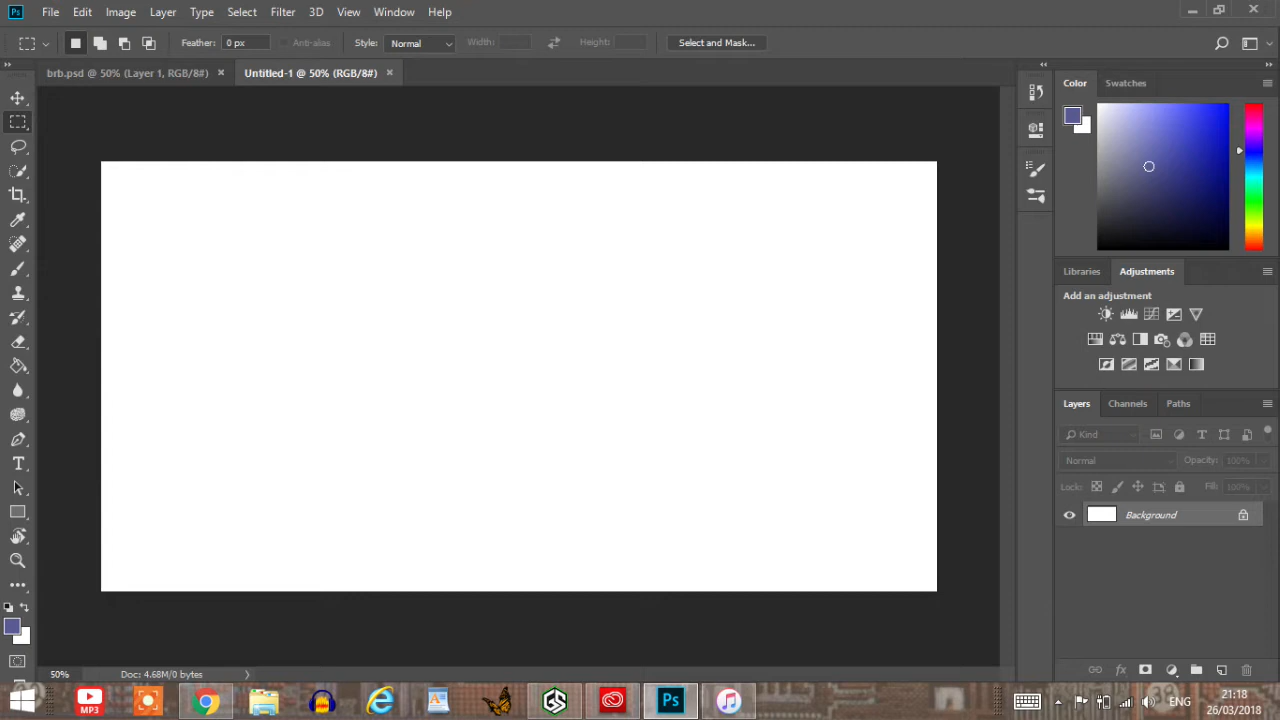 Ps File Edit Image Layer Type Select Filter 3D View Window Help
Feather: 0 px Anti-alias Style: Normal Width: Height: Select and Mask...
brb.psd @ 50% (Layer 1, RGB/8#) × Untitled-1 @ 50% (RGB/8#) ×
Color Swatches
Libraries Adjustments
Add an adjustment
Layers Channels Paths
Kind
Normal Opacity: 100%
Lock: Fill: 100%
Background
50% Doc: 4.68M/0 bytes
MP3 Ps ENG 21:18
26/03/2018